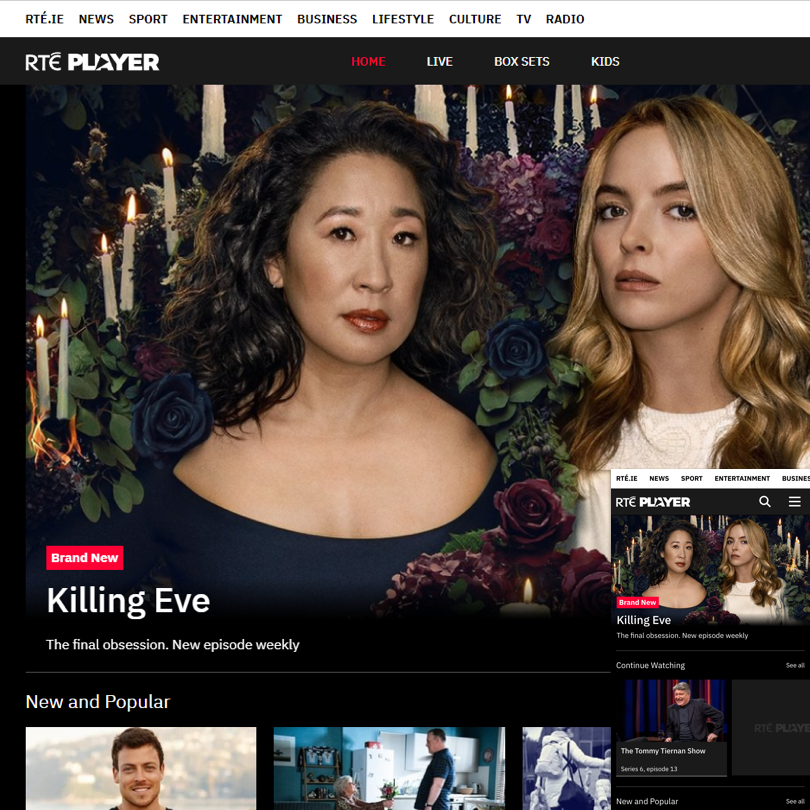 RTÉ.IE NEWS SPORT ENTERTAINMENT BUSINESS LIFESTYLE CULTURE TV RADIO
RTÉ PLAYER HOME LIVE BOX SETS KIDS
Brand New
Killing Eve
The final obsession. New episode weekly
New and Popular
RTÉ.IE NEWS SPORT ENTERTAINMENT BUSINES
RTÉ PLAYER
Brand New
Killing Eve
The final obsession. New episode weekly
Continue Watching See all
RTÉ PLAYE
The Tommy Tiernan Show
Series 6, episode 13
New and Popular See all